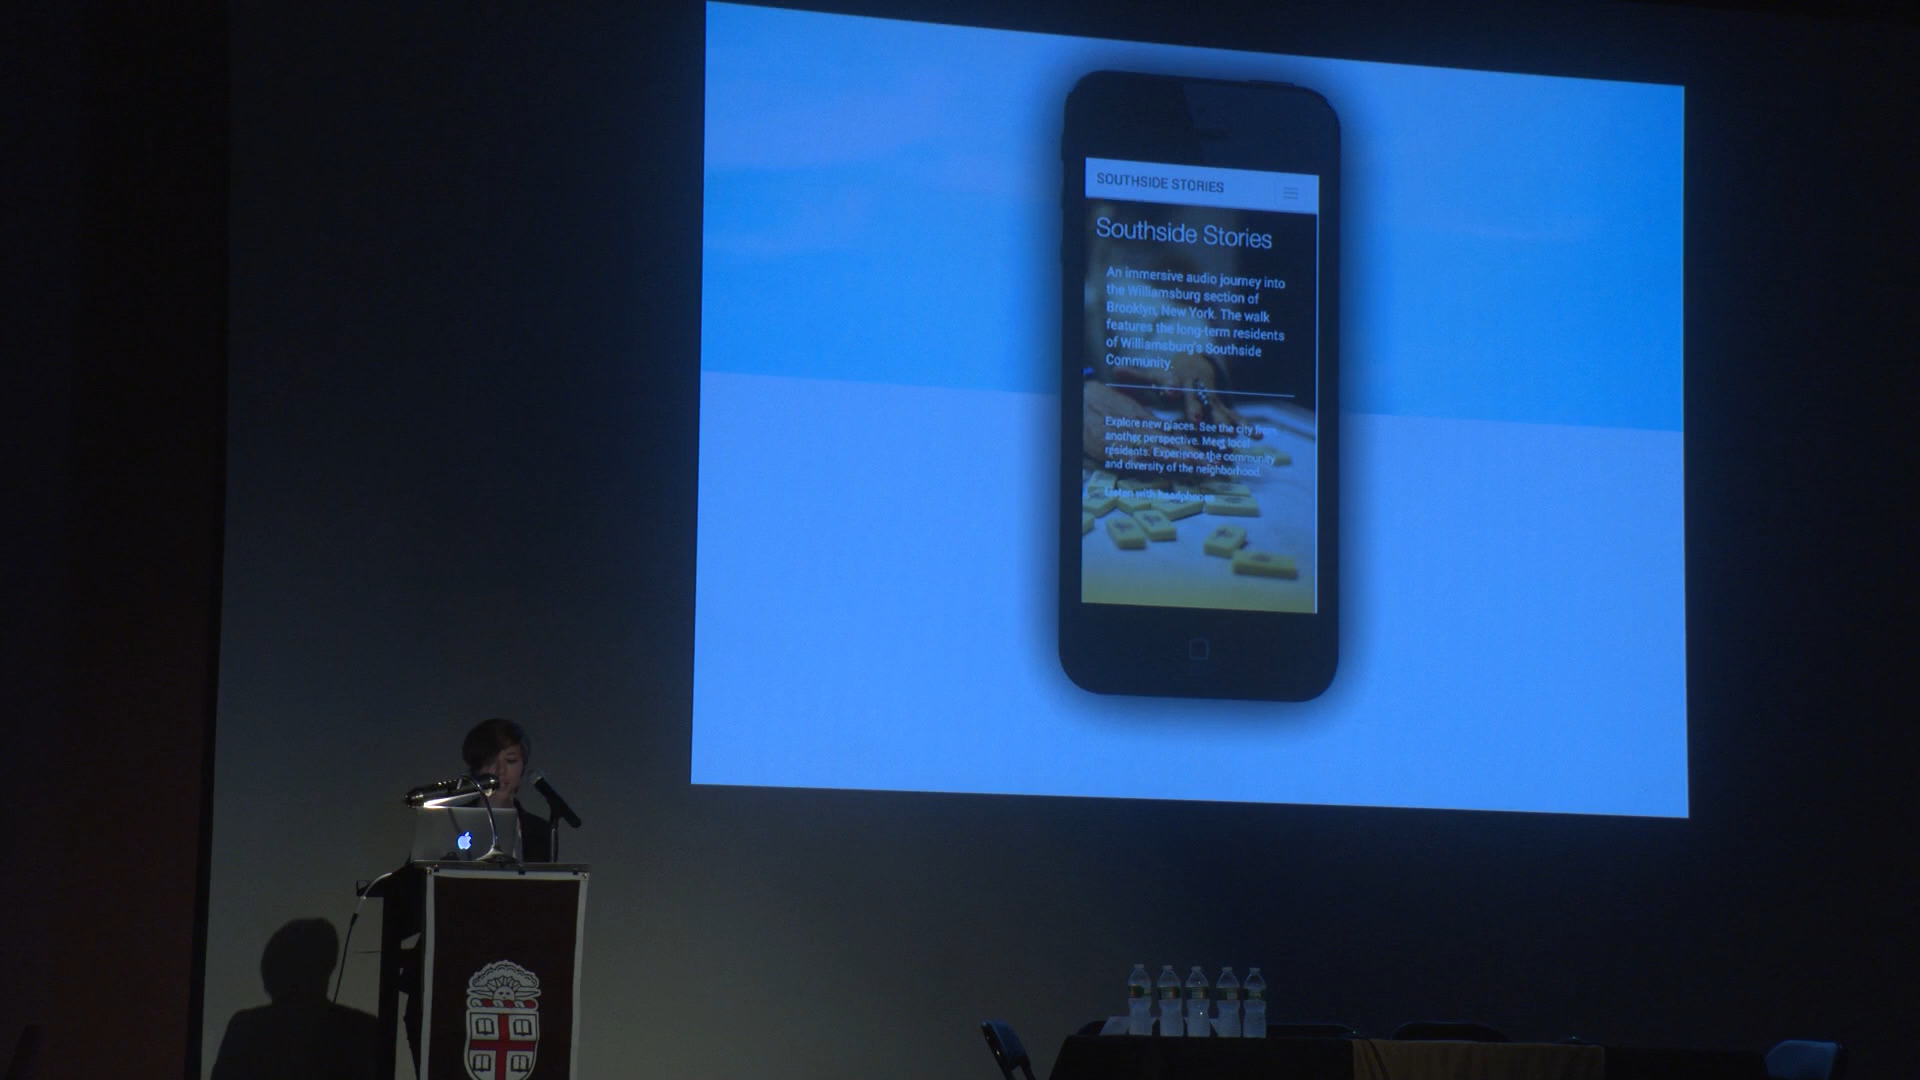 SOUTHSIDE STORIES
Southside Stories
An immersive audio journey into
the Williamsburg section of
Brooklyn, New York. The walk
features the long-term residents
of Williamsburg's Southside
Community.
Explore new places. See the city from
another perspective. Meet local
residents. Experience the community
and diversity of the neighborhood.
Listen with headphones